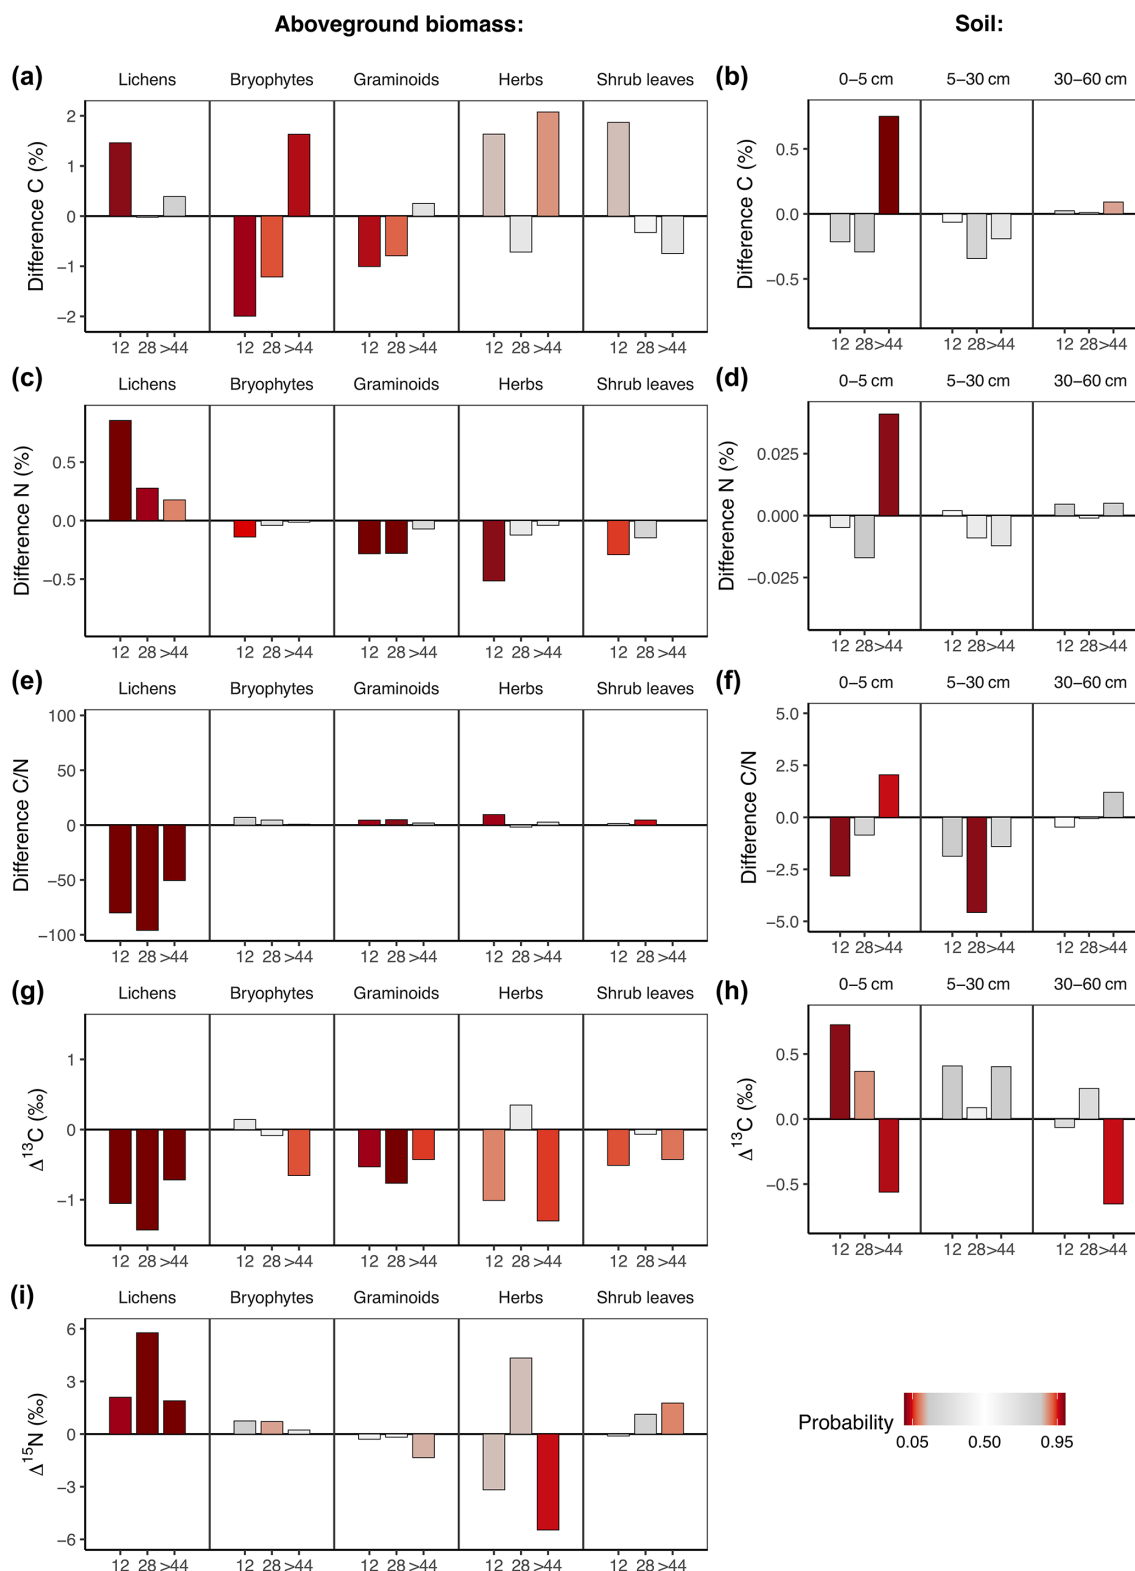 Aboveground biomass:
Soil:
(a)
Lichens Bryophytes Graminoids Herbs Shrub leaves
Difference C (%)
2
1
0
−1
−2
12 28 >44 12 28 >44 12 28 >44 12 28 >44 12 28 >44
(b)
0−5 cm 5−30 cm 30−60 cm
Difference C (%)
0.5
0.0
−0.5
12 28 >44 12 28 >44 12 28 >44
(c)
Lichens Bryophytes Graminoids Herbs Shrub leaves
Difference N (%)
0.5
0.0
−0.5
12 28 >44 12 28 >44 12 28 >44 12 28 >44 12 28 >44
(d)
0−5 cm 5−30 cm 30−60 cm
Difference N (%)
0.025
0.000
−0.025
12 28 >44 12 28 >44 12 28 >44
(e)
Lichens Bryophytes Graminoids Herbs Shrub leaves
Difference C/N
100
50
0
−50
−100
12 28 >44 12 28 >44 12 28 >44 12 28 >44 12 28 >44
(f)
0−5 cm 5−30 cm 30−60 cm
Difference C/N
5.0
2.5
0.0
−2.5
−5.0
12 28 >44 12 28 >44 12 28 >44
(g)
Lichens Bryophytes Graminoids Herbs Shrub leaves
Δ¹³C (‰)
1
0
−1
12 28 >44 12 28 >44 12 28 >44 12 28 >44 12 28 >44
(h)
0−5 cm 5−30 cm 30−60 cm
Δ¹³C (‰)
0.5
0.0
−0.5
12 28 >44 12 28 >44 12 28 >44
(i)
Lichens Bryophytes Graminoids Herbs Shrub leaves
Δ¹⁵N (‰)
6
3
0
−3
−6
12 28 >44 12 28 >44 12 28 >44 12 28 >44 12 28 >44
Probability
0.05 0.50 0.95